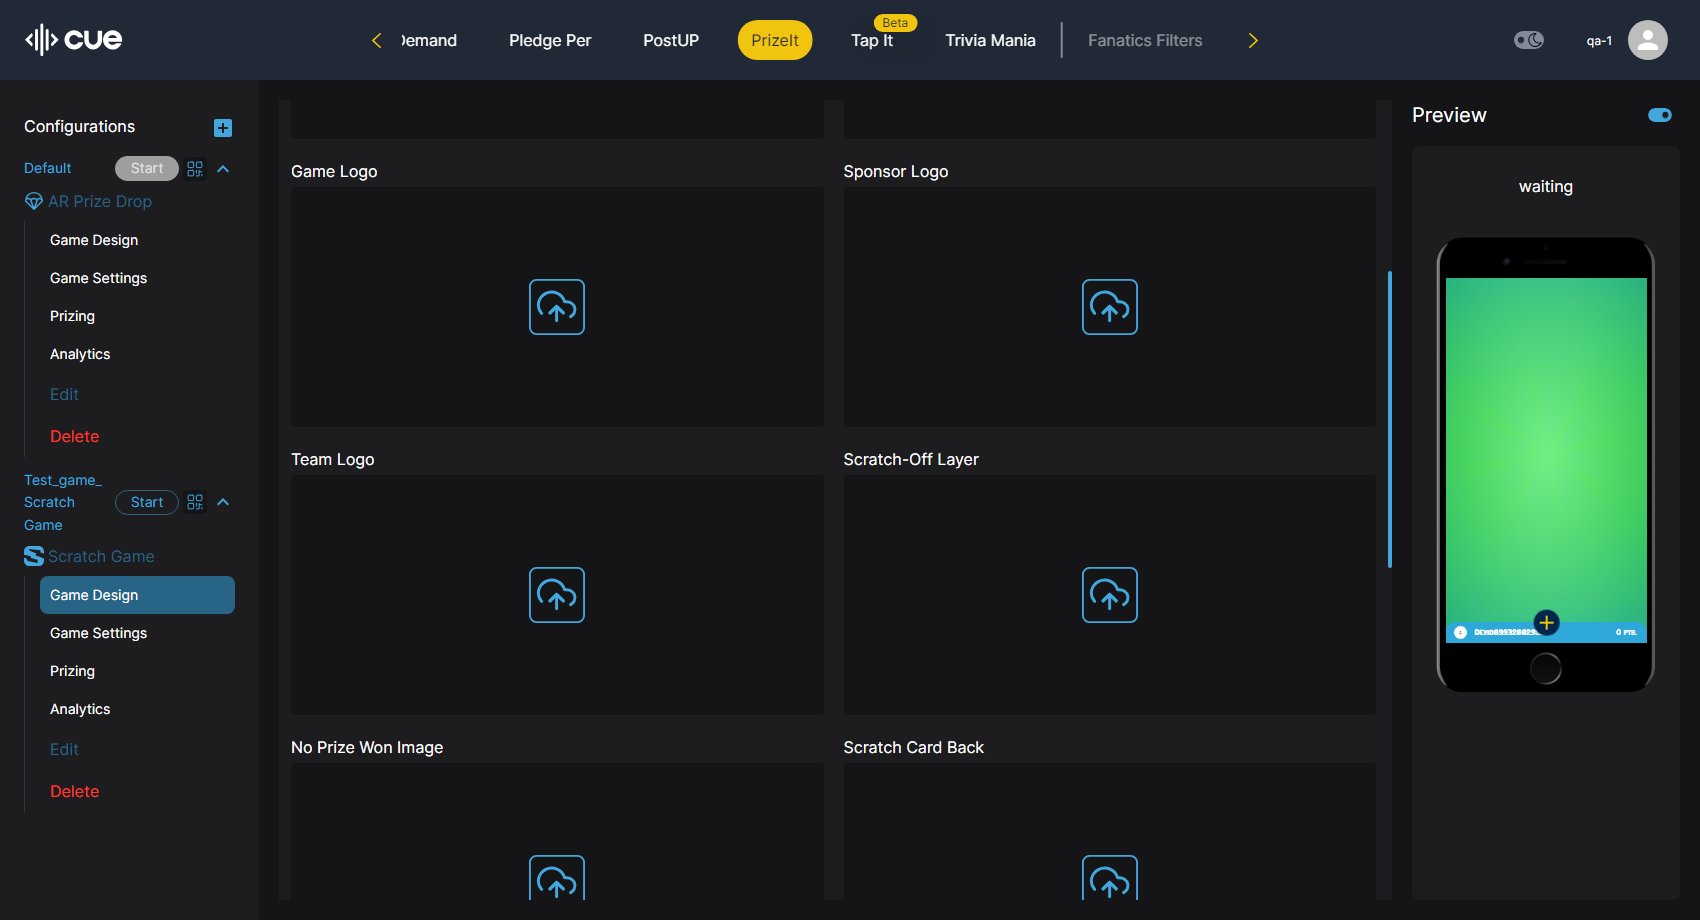 cue
Demand
Pledge Per
PostUP
PrizeIt
Beta
Tap It
Trivia Mania
Fanatics Filters
qa-1
Configurations
Default
Start
AR Prize Drop
Game Design
Game Settings
Prizing
Analytics
Edit
Delete
Test_game_
Scratch
Game
Start
Scratch Game
Game Design
Game Settings
Prizing
Analytics
Edit
Delete
Game Logo
Sponsor Logo
Team Logo
Scratch-Off Layer
No Prize Won Image
Scratch Card Back
Preview
waiting
0 PTS.